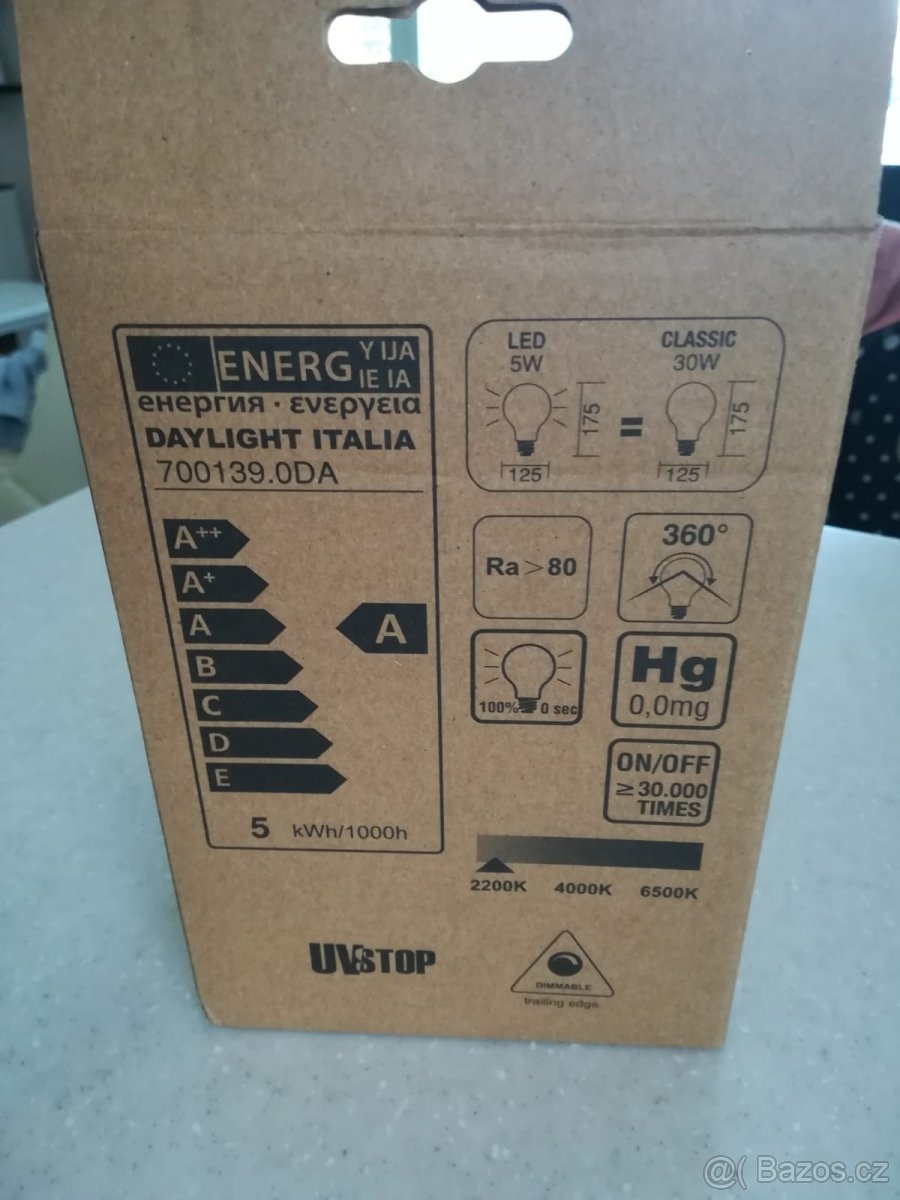 ENERG Y IJA
IE IA
енергия · ενεργεια
DAYLIGHT ITALIA
700139.0DA
A++
A+
A
B
C
D
E
A
5 kWh/1000h
LED
5W
175
125
=
CLASSIC
30W
175
125
Ra > 80
360°
100% 0 sec
Hg
0,0mg
ON/OFF
≥ 30.000
TIMES
2200K 4000K 6500K
UV STOP
DIMMABLE
trailing edge
@( Bazos.cz